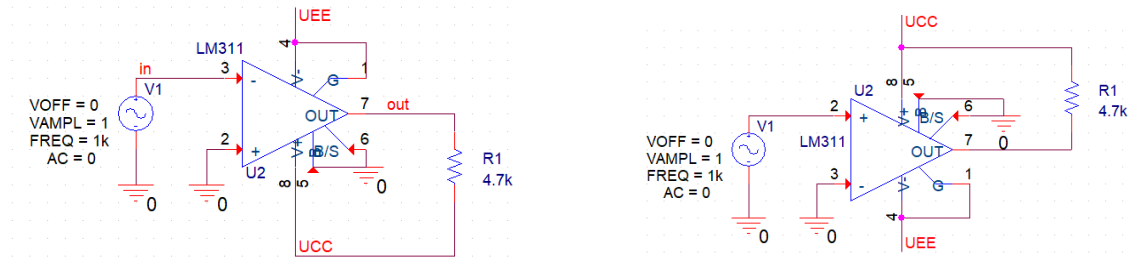 UEE
4
LM311
in
3
-
V-
G
1
V1
7
out
VOFF = 0
VAMPL = 1
FREQ = 1k
AC = 0
OUT
2
+
V+
B
B/S
6
R1
4.7k
U2
8
5
0
0
0
UCC
UCC
8
5
U2
6
R1
4.7k
2
+
V+
B
B/S
0
V1
VOFF = 0
VAMPL = 1
FREQ = 1k
AC = 0
LM311
OUT
7
3
-
V-
G
1
4
0
0
UEE